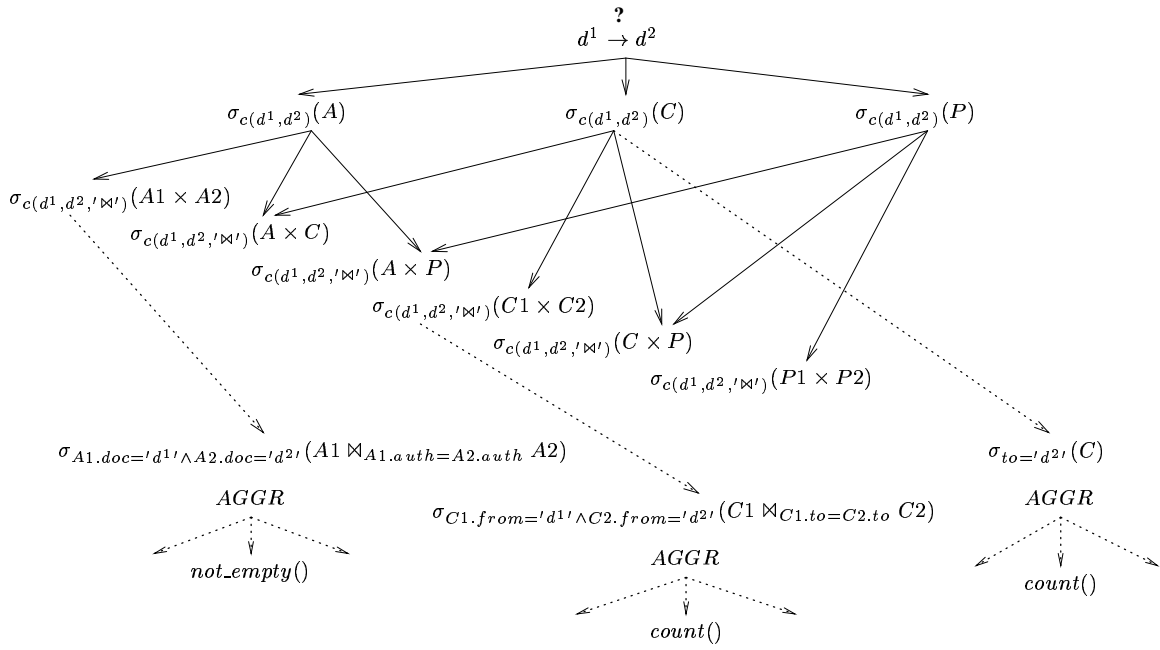 ?
d¹ → d²
σ_{c(d¹,d²)}(A) σ_{c(d¹,d²)}(C) σ_{c(d¹,d²)}(P)
σ_{c(d¹,d²,'⋈')}(A1 × A2)
σ_{c(d¹,d²,'⋈')}(A × C)
σ_{c(d¹,d²,'⋈')}(A × P)
σ_{c(d¹,d²,'⋈')}(C1 × C2)
σ_{c(d¹,d²,'⋈')}(C × P)
σ_{c(d¹,d²,'⋈')}(P1 × P2)
σ_{A1.doc='d¹'∧A2.doc='d²'}(A1 ⋈_{A1.auth=A2.auth} A2)
AGGR
not_empty()
σ_{C1.from='d¹'∧C2.from='d²'}(C1 ⋈_{C1.to=C2.to} C2)
AGGR
count()
σ_{to='d²'}(C)
AGGR
count()